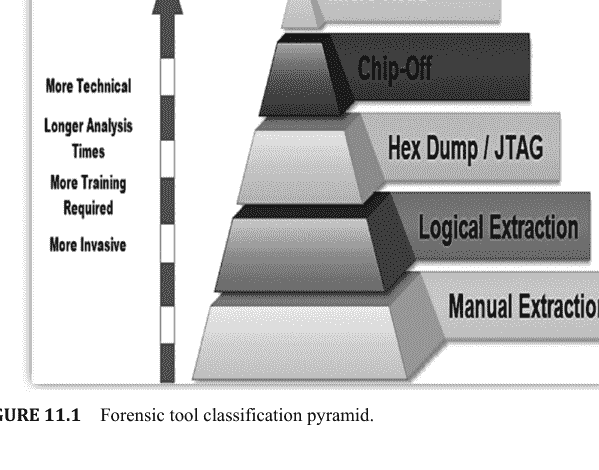 Chip-Off
More Technical
Longer Analysis
Times
Hex Dump / JTAG
More Training
Required
Logical Extraction
More Invasive
Manual Extractio
GURE 11.1 Forensic tool classification pyramid.